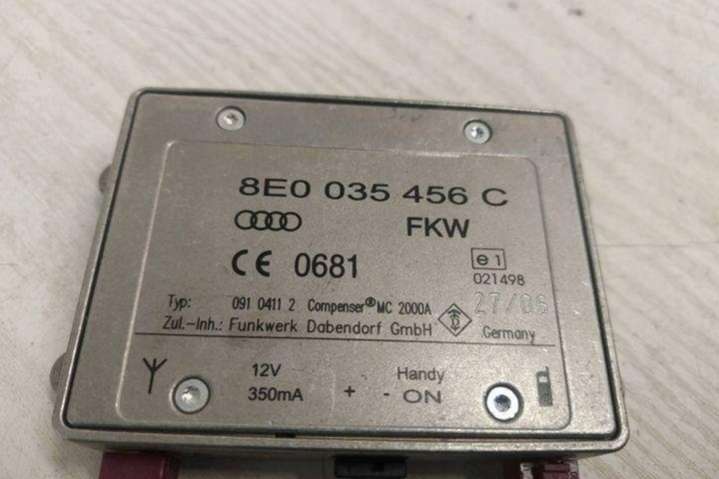 8E0 035 456 C
FKW
CE 0681
e1
021498
27/06
Typ: 091 0411 2 Compenser® MC 2000A
Zul.-Inh.: Funkwerk Dabendorf GmbH
Germany
12V
350mA
+ -
Handy
ON